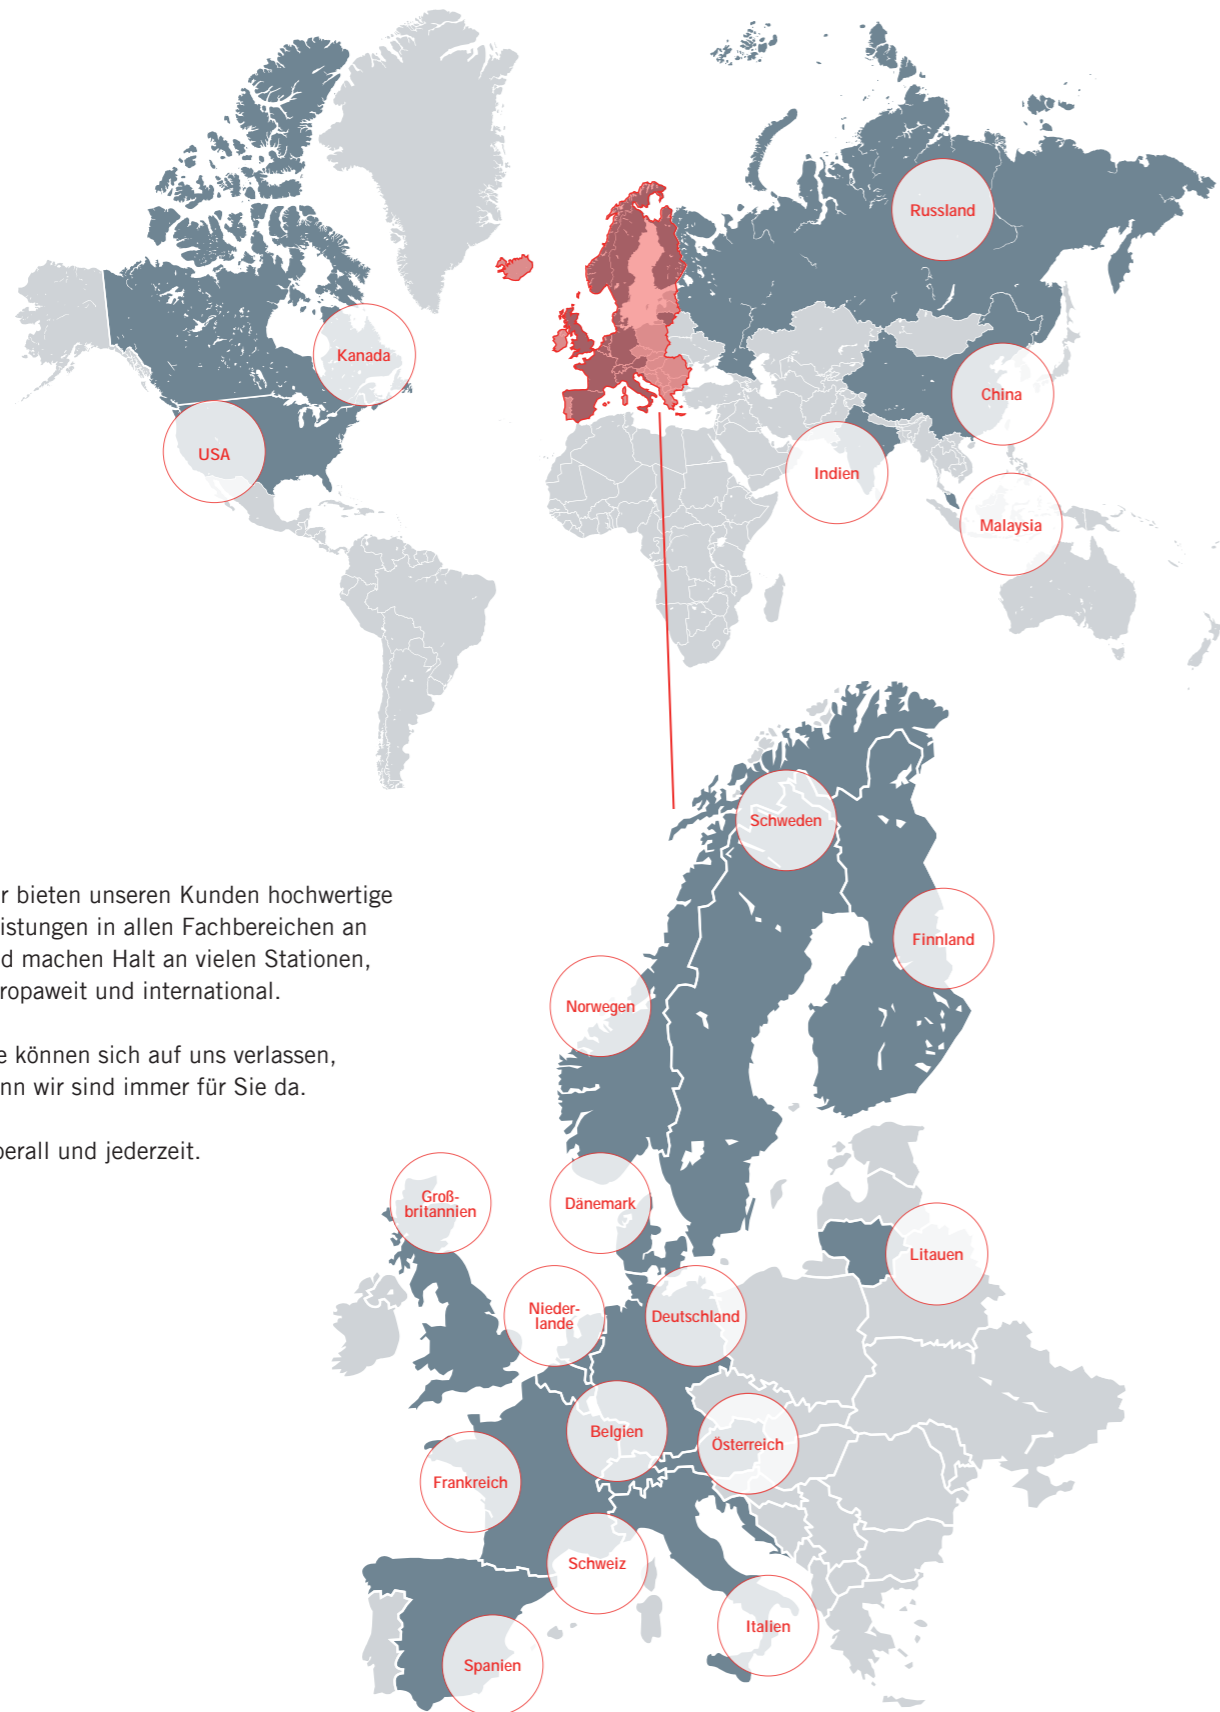 Russland
Kanada
China
USA
Indien
Malaysia
Schweden
r bieten unseren Kunden hochwertige
istungen in allen Fachbereichen an
d machen Halt an vielen Stationen,
ropaweit und international.
Finnland
Norwegen
e können sich auf uns verlassen,
nn wir sind immer für Sie da.
berall und jederzeit.
Groß-
britannien
Dänemark
Litauen
Nieder-
lande
Deutschland
Belgien
Österreich
Frankreich
Schweiz
Italien
Spanien